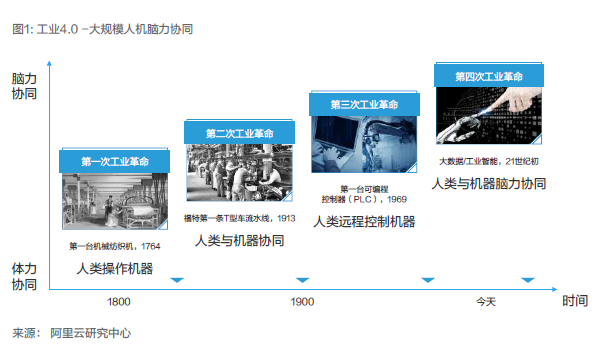 图1: 工业4.0 –大规模人机脑力协同
脑力
协同
第四次工业革命
第三次工业革命
第二次工业革命
第一次工业革命
大数据/工业智能，21世纪初
人类与机器脑力协同
第一台可编程
控制器（PLC），1969
人类远程控制机器
福特第一条T型车流水线，1913
人类与机器协同
第一台机械纺织机，1764
人类操作机器
体力
协同
1800
1900
今天
时间
来源： 阿里云研究中心